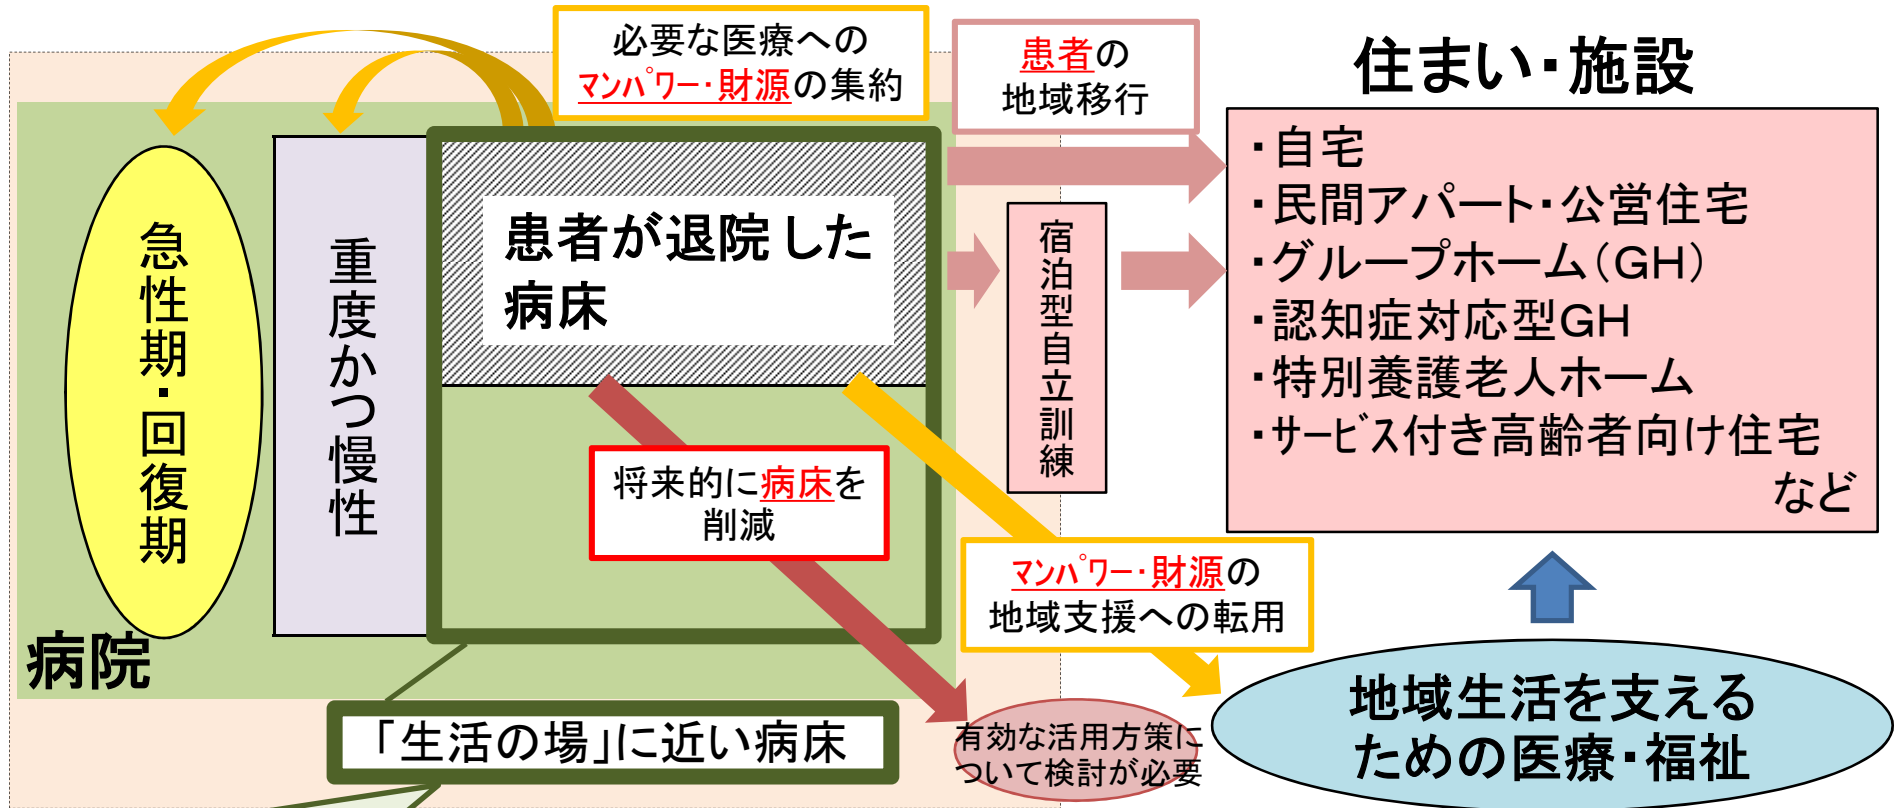 必要な医療への
ﾏﾝﾊﾟﾜｰ・財源の集約
患者の
地域移行
住まい・施設
・自宅
・民間アパート・公営住宅
・グループホーム（ＧＨ）
・認知症対応型ＧＨ
・特別養護老人ホーム
・サービス付き高齢者向け住宅
など
急性期・回復期
重度かつ慢性
患者が退院した
病床
宿泊型自立訓練
将来的に病床を
削減
ﾏﾝﾊﾟﾜｰ・財源の
地域支援への転用
病院
「生活の場」に近い病床
有効な活用方策に
ついて検討が必要
地域生活を支える
ための医療・福祉